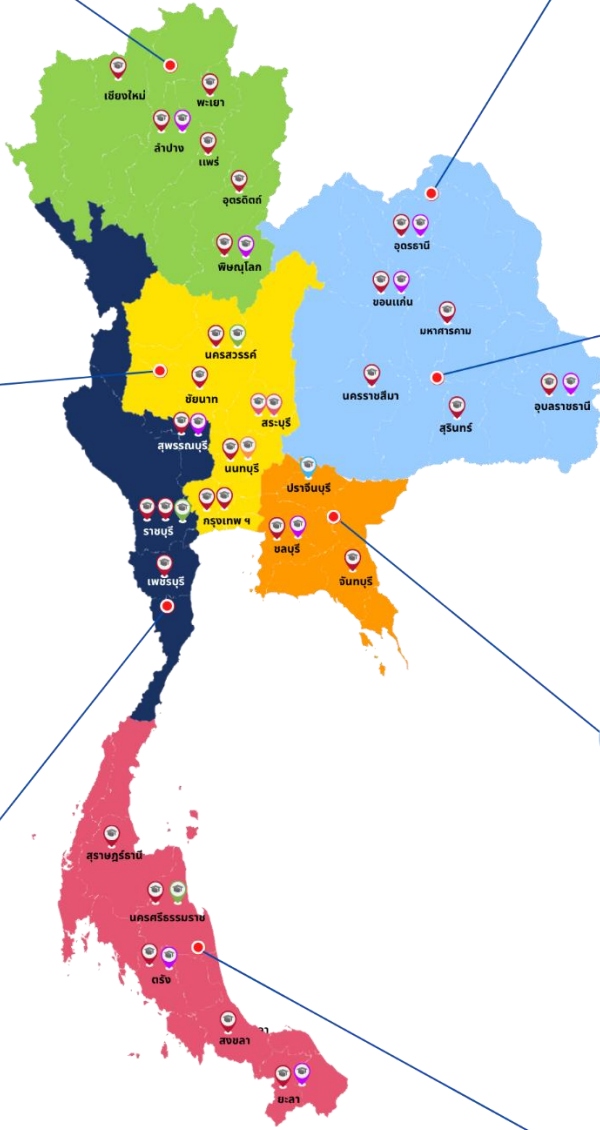 เชียงใหม่
พะเยา
ลำปาง
แพร่
อุตรดิตถ์
พิษณุโลก
อุดรธานี
ขอนแก่น
มหาสารคาม
นครราชสีมา
อุบลราชธานี
สุรินทร์
นครสวรรค์
ชัยนาท
สระบุรี
สุพรรณบุรี
นนทบุรี
กรุงเทพ ฯ
ปราจีนบุรี
ชลบุรี
จันทบุรี
ราชบุรี
เพชรบุรี
สุราษฎร์ธานี
นครศรีธรรมราช
ตรัง
สงขลา
ยะลา